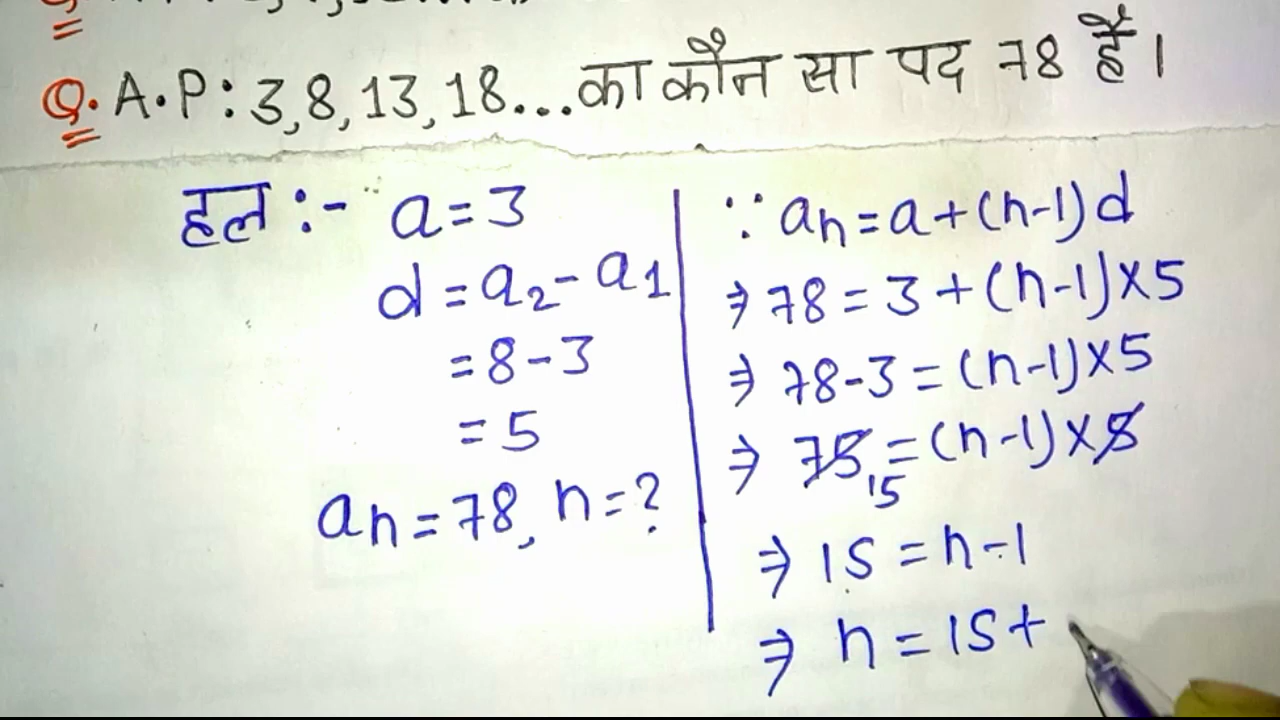 Q. A.P: 3, 8, 13, 18... का कौन सा पद 78 है।
हल :- a = 3
d = a₂ - a₁
= 8 - 3
= 5
aₙ = 78, n = ?
∵ aₙ = a + (n-1)d
⇒ 78 = 3 + (n-1)×5
⇒ 78-3 = (n-1)×5
⇒ 75 = (n-1)×5
15
⇒ 15 = n-1
⇒ n = 15+